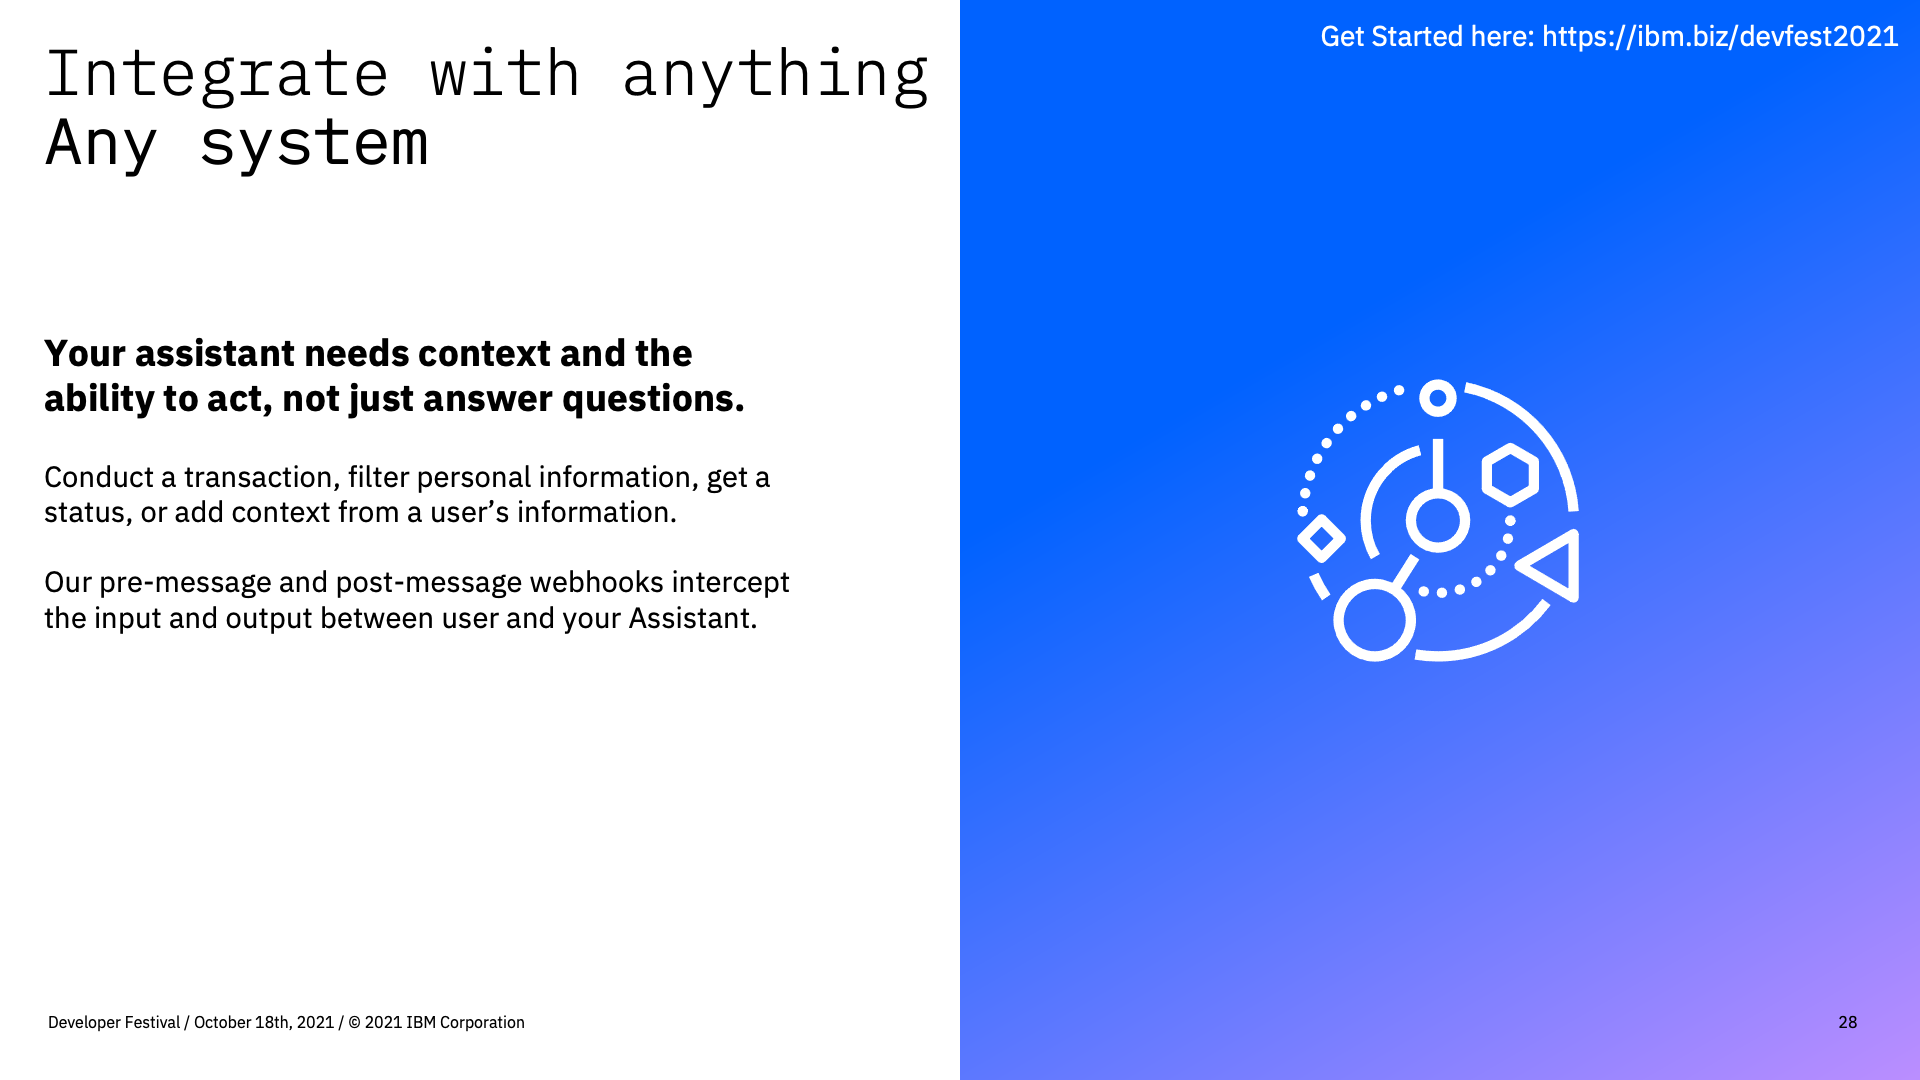 Get Started here: https://ibm.biz/devfest2021
Integrate with anything
Any system
Your assistant needs context and the
ability to act, not just answer questions.
Conduct a transaction, filter personal information, get a
status, or add context from a user’s information.
Our pre-message and post-message webhooks intercept
the input and output between user and your Assistant.
Developer Festival / October 18th, 2021 / © 2021 IBM Corporation
28